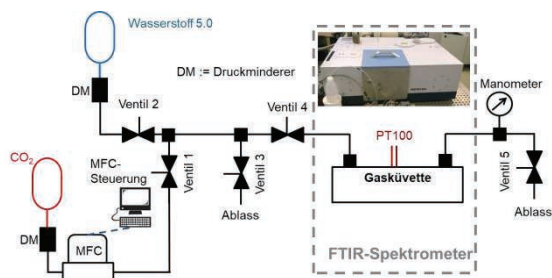 Wasserstoff 5.0
DM := Druckminderer
DM
Ventil 2
Ventil 4
Manometer
PT100
CO₂
MFC-
Steuerung
Ventil 1
Ventil 3
Gasküvette
Ventil 5
Ablass
Ablass
DM
MFC
FTIR-Spektrometer